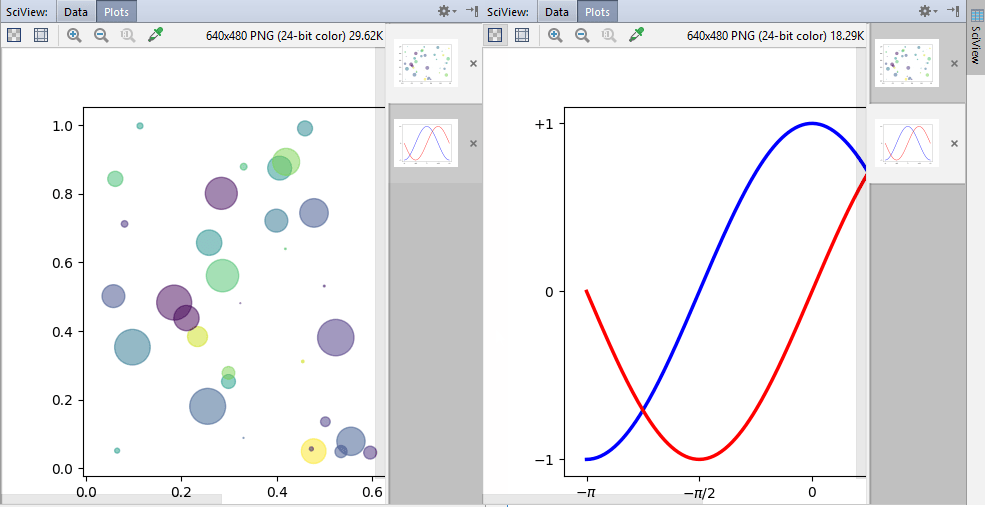 SciView: Data Plots
640x480 PNG (24-bit color) 29.62K
1.0
0.8
0.6
0.4
0.2
0.0
0.0 0.2 0.4 0.6
SciView: Data Plots
640x480 PNG (24-bit color) 18.29K
+1
0
−1
−π −π/2 0
SciView